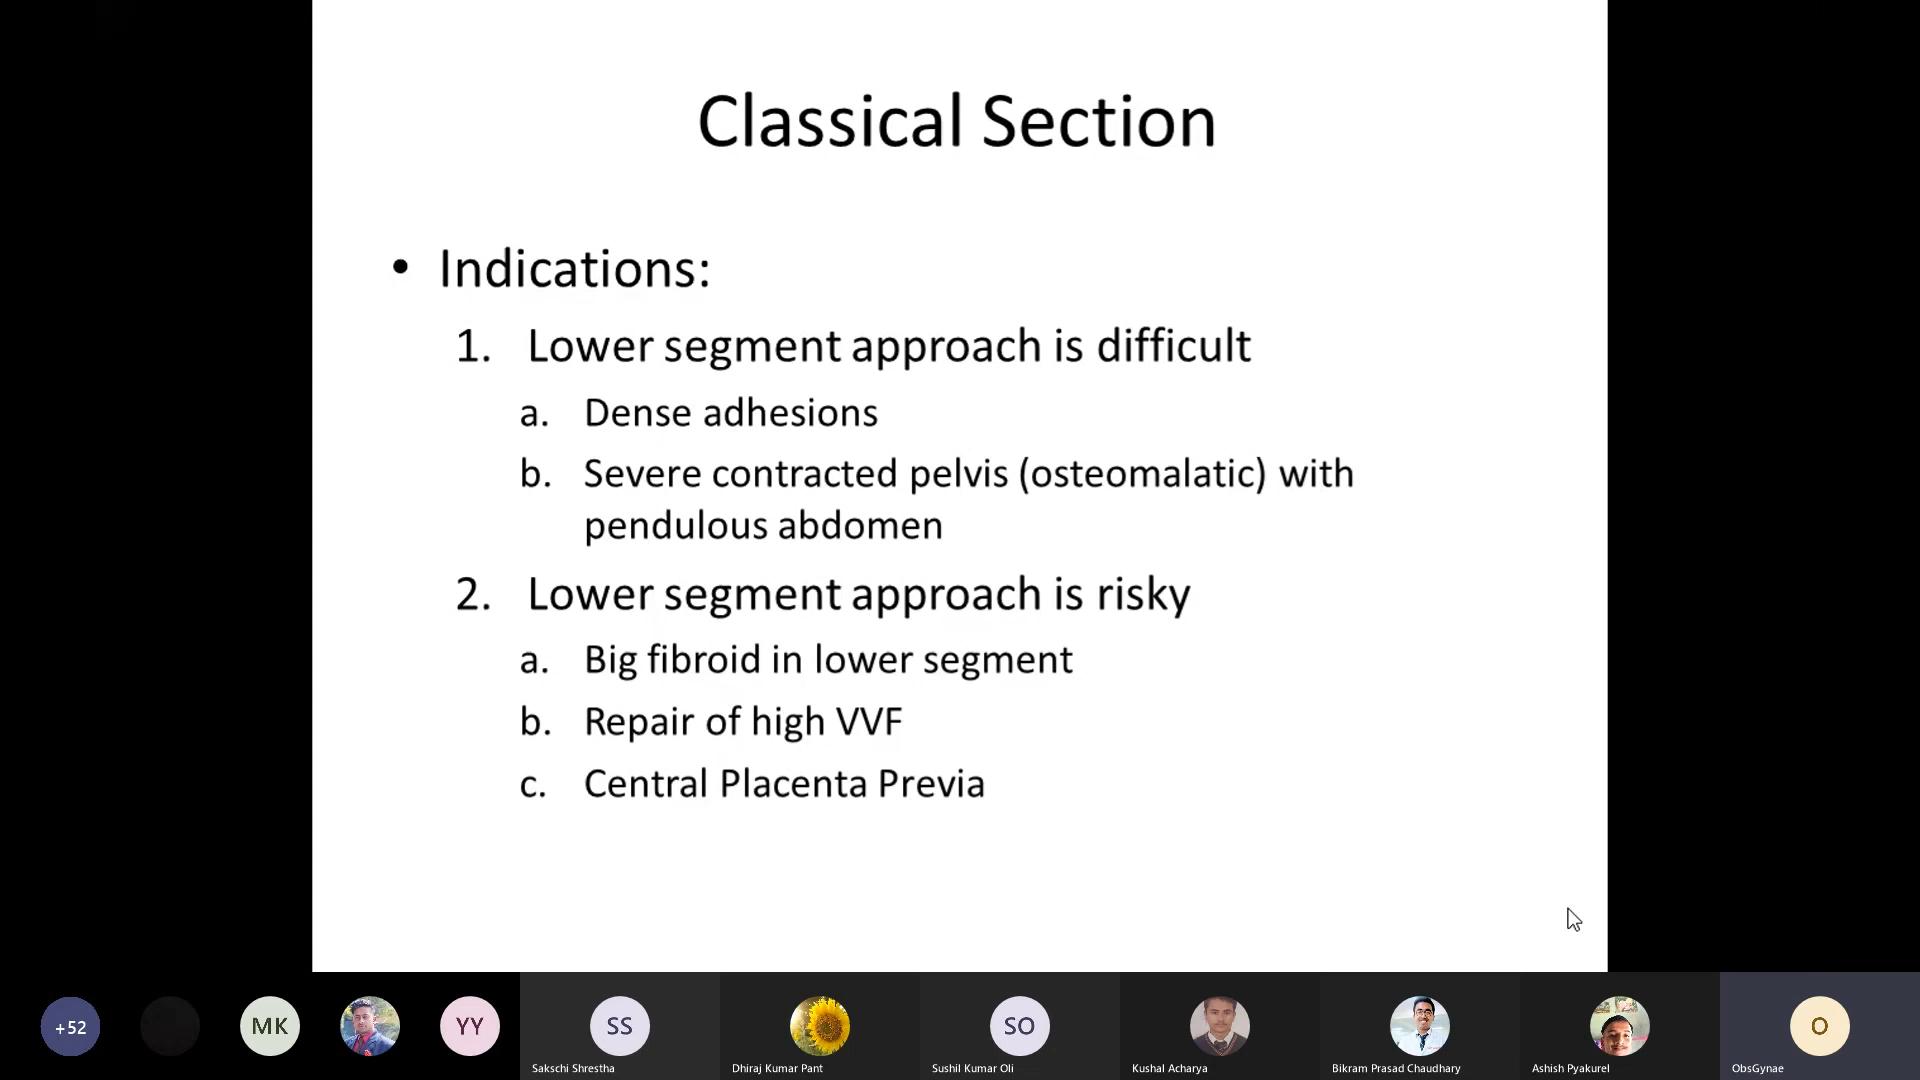 Classical Section
• Indications:
1. Lower segment approach is difficult
a. Dense adhesions
b. Severe contracted pelvis (osteomalatic) with
pendulous abdomen
2. Lower segment approach is risky
a. Big fibroid in lower segment
b. Repair of high VVF
c. Central Placenta Previa
+52
MK
YY
SS
SO
O
Sakschi Shrestha
Dhiraj Kumar Pant
Sushil Kumar Oli
Kushal Acharya
Bikram Prasad Chaudhary
Ashish Pyakurel
ObsGynae